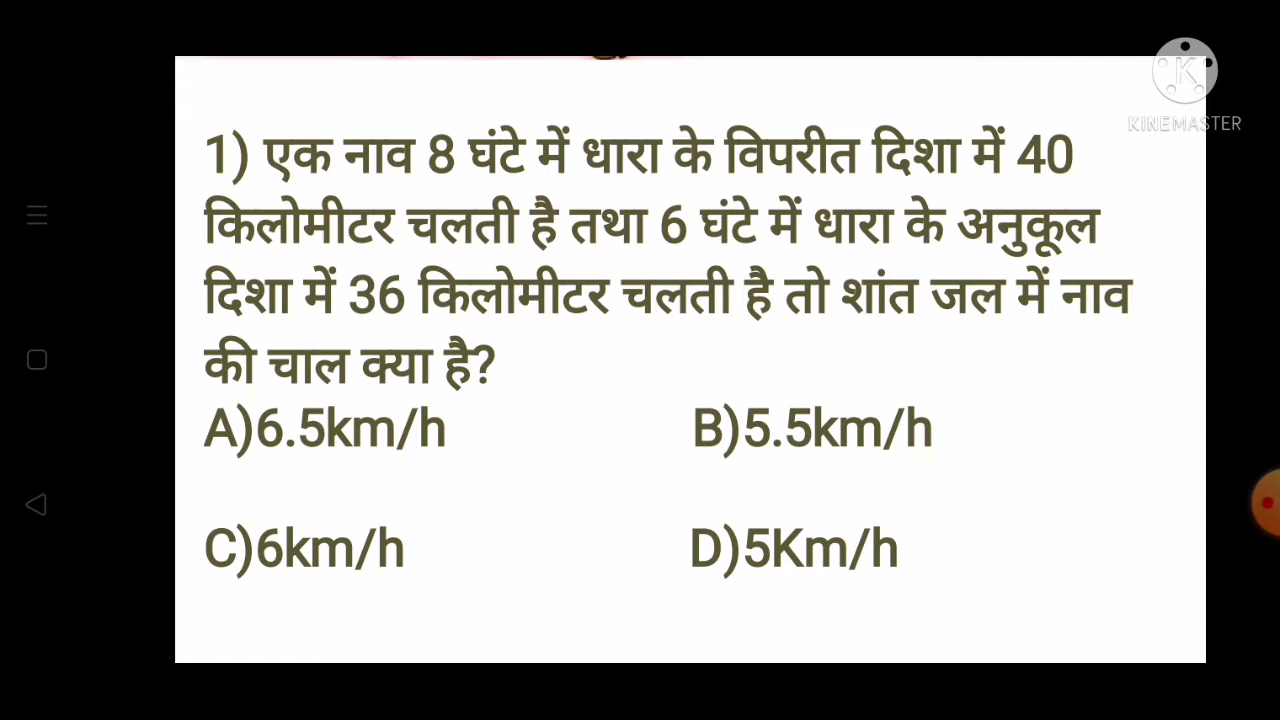 KINEMASTER
1) एक नाव 8 घंटे में धारा के विपरीत दिशा में 40
किलोमीटर चलती है तथा 6 घंटे में धारा के अनुकूल
दिशा में 36 किलोमीटर चलती है तो शांत जल में नाव
की चाल क्या है?
A)6.5km/h B)5.5km/h
C)6km/h D)5Km/h